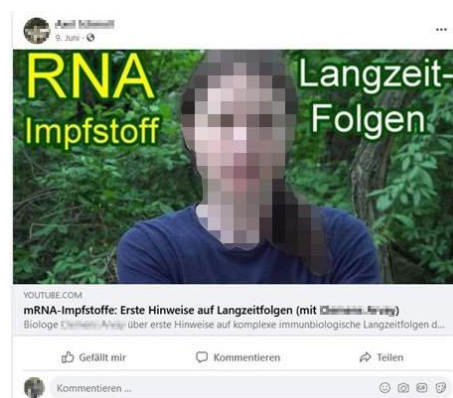 9. Juni
RNA
Impfstoff
Langzeit-
Folgen
YOUTUBE.COM
mRNA-Impfstoffe: Erste Hinweise auf Langzeitfolgen (mit
Biologe über erste Hinweise auf komplexe immunbiologische Langzeitfolgen d...
Gefällt mir
Kommentieren
Teilen
Kommentieren ...